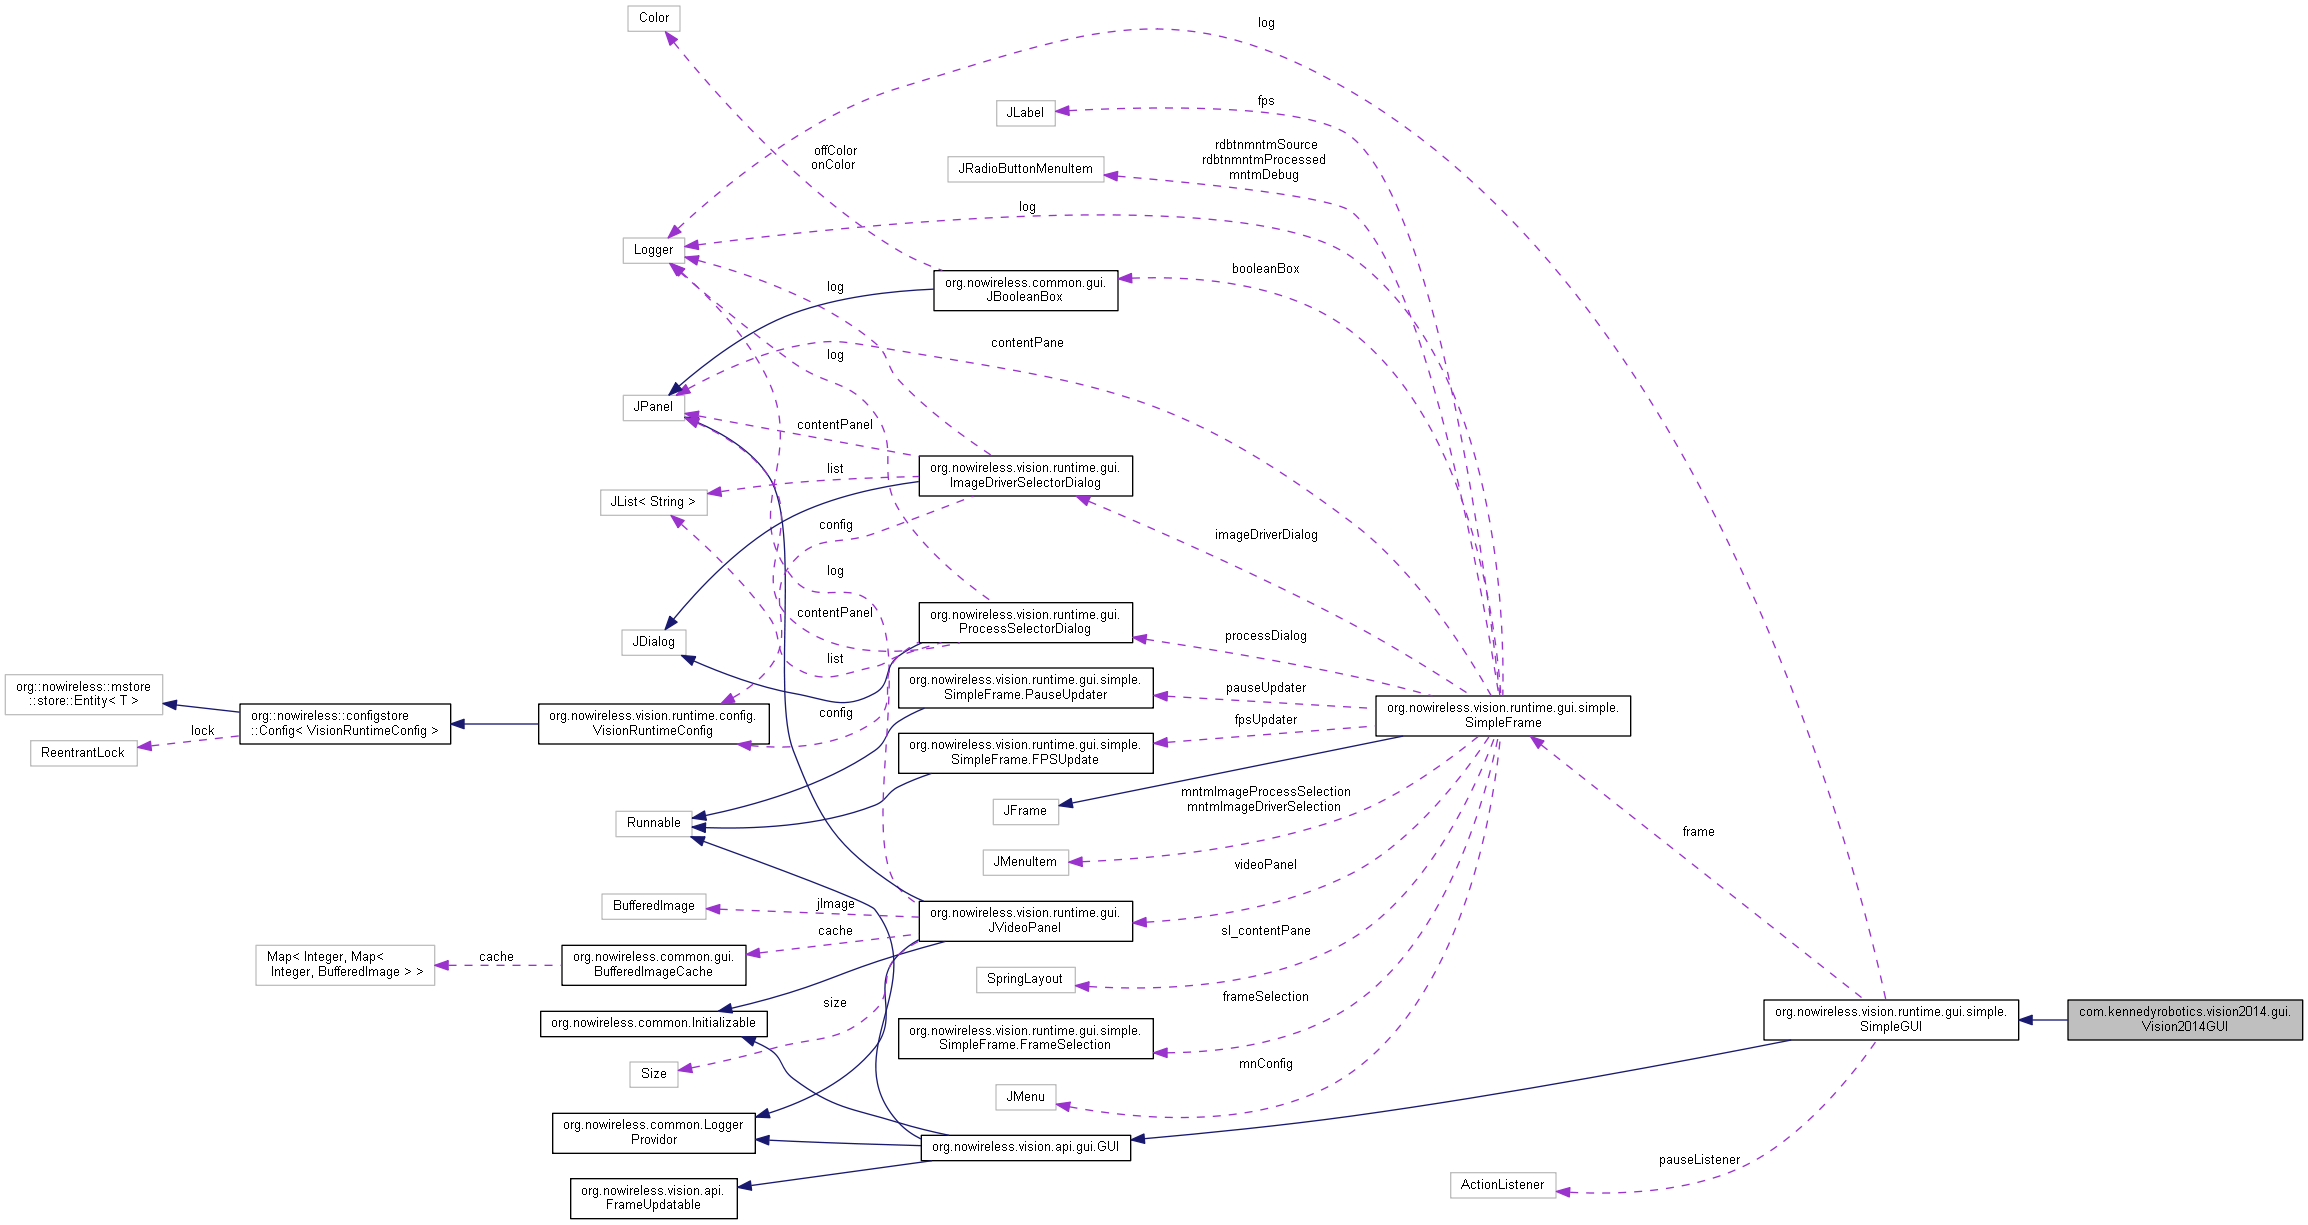 Color
log
JLabel
fps
offColor
onColor
JRadioButtonMenuItem
rdbtnmntmSource
rdbtnmntmProcessed
mntmDebug
log
Logger
booleanBox
org.nowireless.common.gui.
JBooleanBox
log
contentPane
log
JPanel
contentPanel
org.nowireless.vision.runtime.gui.
ImageDriverSelectorDialog
list
JList< String >
config
imageDriverDialog
log
contentPanel
org.nowireless.vision.runtime.gui.
ProcessSelectorDialog
processDialog
JDialog
list
org::nowireless::mstore
::store::Entity< T >
org.nowireless.vision.runtime.gui.simple.
SimpleFrame.PauseUpdater
pauseUpdater
org.nowireless.vision.runtime.gui.simple.
SimpleFrame
org::nowireless::configstore
::Config< VisionRuntimeConfig >
org.nowireless.vision.runtime.config.
VisionRuntimeConfig
config
fpsUpdater
lock
ReentrantLock
org.nowireless.vision.runtime.gui.simple.
SimpleFrame.FPSUpdate
mntmImageProcessSelection
mntmImageDriverSelection
JFrame
Runnable
frame
JMenuItem
videoPanel
BufferedImage
jImage
org.nowireless.vision.runtime.gui.
JVideoPanel
cache
sl_contentPane
Map< Integer, Map<
Integer, BufferedImage > >
cache
org.nowireless.common.gui.
BufferedImageCache
SpringLayout
size
frameSelection
org.nowireless.common.Initializable
org.nowireless.vision.runtime.gui.simple.
SimpleFrame.FrameSelection
org.nowireless.vision.runtime.gui.simple.
SimpleGUI
com.kennedyrobotics.vision2014.gui.
Vision2014GUI
Size
mnConfig
JMenu
org.nowireless.common.Logger
Providor
org.nowireless.vision.api.gui.GUI
pauseListener
org.nowireless.vision.api.
FrameUpdatable
ActionListener